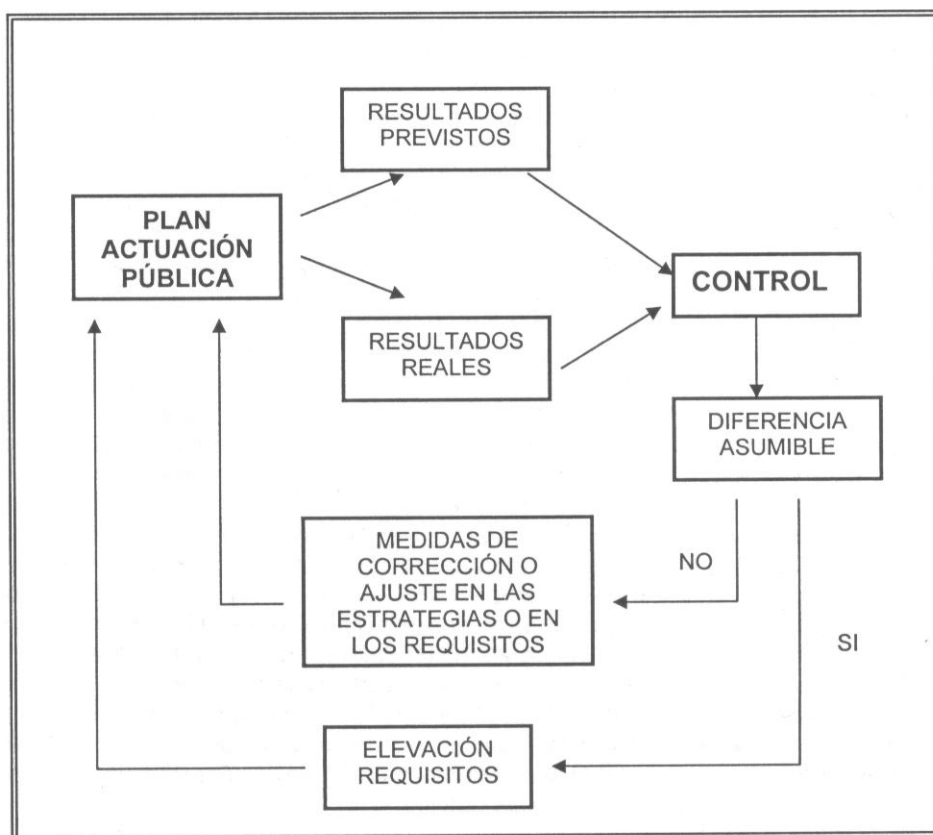 RESULTADOS
PREVISTOS
PLAN
ACTUACIÓN
PÚBLICA
CONTROL
RESULTADOS
REALES
DIFERENCIA
ASUMIBLE
MEDIDAS DE
CORRECCIÓN O
AJUSTE EN LAS
ESTRATEGIAS O EN
LOS REQUISITOS
NO
SI
ELEVACIÓN
REQUISITOS